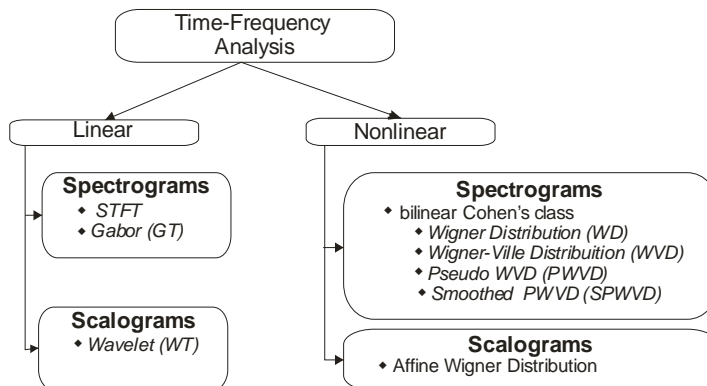 Time-Frequency
Analysis
Linear
Nonlinear
Spectrograms
◆ STFT
◆ Gabor (GT)
Scalograms
◆ Wavelet (WT)
Spectrograms
◆ bilinear Cohen's class
◆ Wigner Distribution (WD)
◆ Wigner-Ville Distribuition (WVD)
◆ Pseudo WVD (PWVD)
◆ Smoothed PWVD (SPWVD)
Scalograms
◆ Affine Wigner Distribution